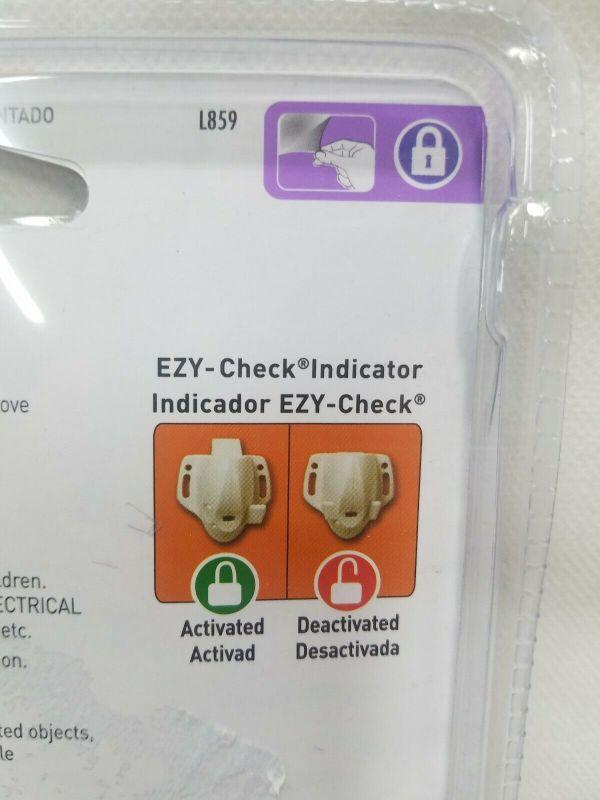 NTADO
L859
EZY-Check® Indicator
Indicador EZY-Check®
ove
Activated
Activad
Deactivated
Desactivada
dren.
ECTRICAL
etc.
on.
ted objects,
le